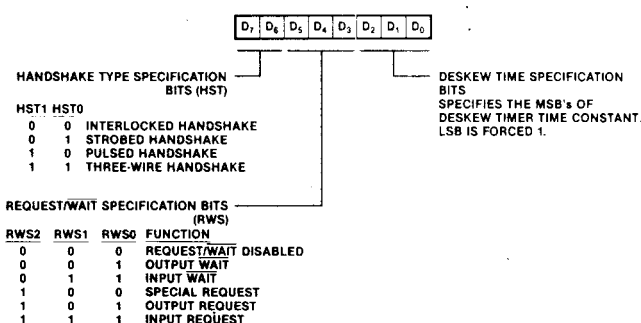 D7 D6 D5 D4 D3 D2 D1 D0
HANDSHAKE TYPE SPECIFICATION
BITS (HST)
HST1 HST0
0 0 INTERLOCKED HANDSHAKE
0 1 STROBED HANDSHAKE
1 0 PULSED HANDSHAKE
1 1 THREE-WIRE HANDSHAKE
DESKEW TIME SPECIFICATION
BITS
SPECIFIES THE MSB's OF
DESKEW TIMER TIME CONSTANT.
LSB IS FORCED 1.
REQUEST/WAIT SPECIFICATION BITS
(RWS)
RWS2 RWS1 RWS0 FUNCTION
0 0 0 REQUEST/WAIT DISABLED
0 0 1 OUTPUT WAIT
0 1 1 INPUT WAIT
1 0 0 SPECIAL REQUEST
1 0 1 OUTPUT REQUEST
1 1 1 INPUT REQUEST